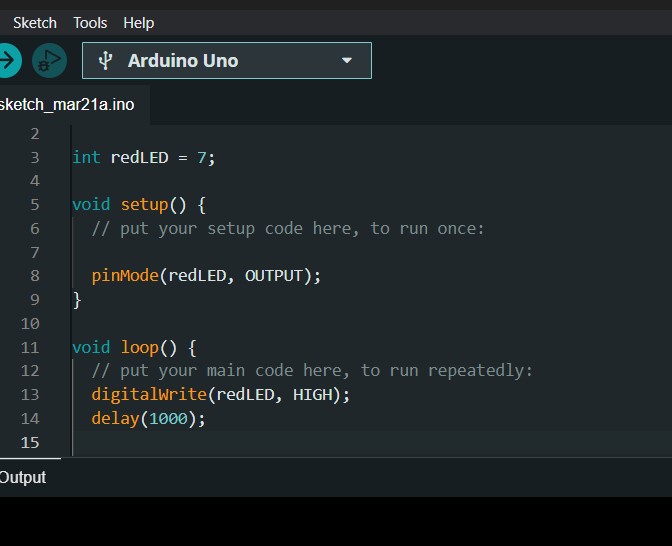 Sketch Tools Help
Arduino Uno
sketch_mar21a.ino
2
3 int redLED = 7;
4
5 void setup() {
6 // put your setup code here, to run once:
7
8 pinMode(redLED, OUTPUT);
9 }
10
11 void loop() {
12 // put your main code here, to run repeatedly:
13 digitalWrite(redLED, HIGH);
14 delay(1000);
15
Output